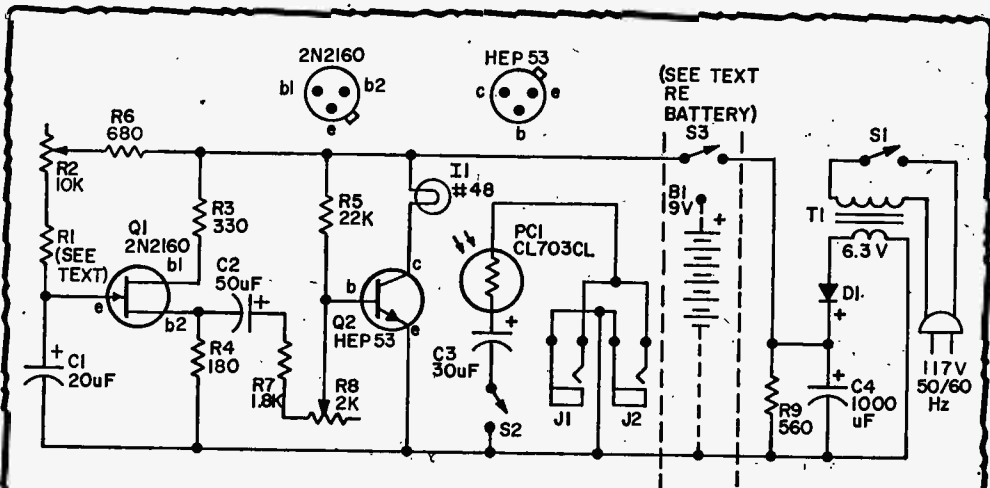 2N2160
b1
b2
e
HEP 53
c
e
b
(SEE TEXT
RE
BATTERY)
S3
S1
R6
680
R2
10K
R1
(SEE
TEXT)
Q1
2N2160
b1
e
b2
R3
330
C2
50uF
+
R5
22K
I1
#48
b
c
e
Q2
HEP 53
PC1
CL703CL
C3
30uF
+
B1
9V
+
T1
6.3 V
D1
+
C1
20uF
+
R4
180
R7
1.8K
R8
2K
S2
J1
J2
R9
560
+
C4
1000
uF
117V
50/60
Hz